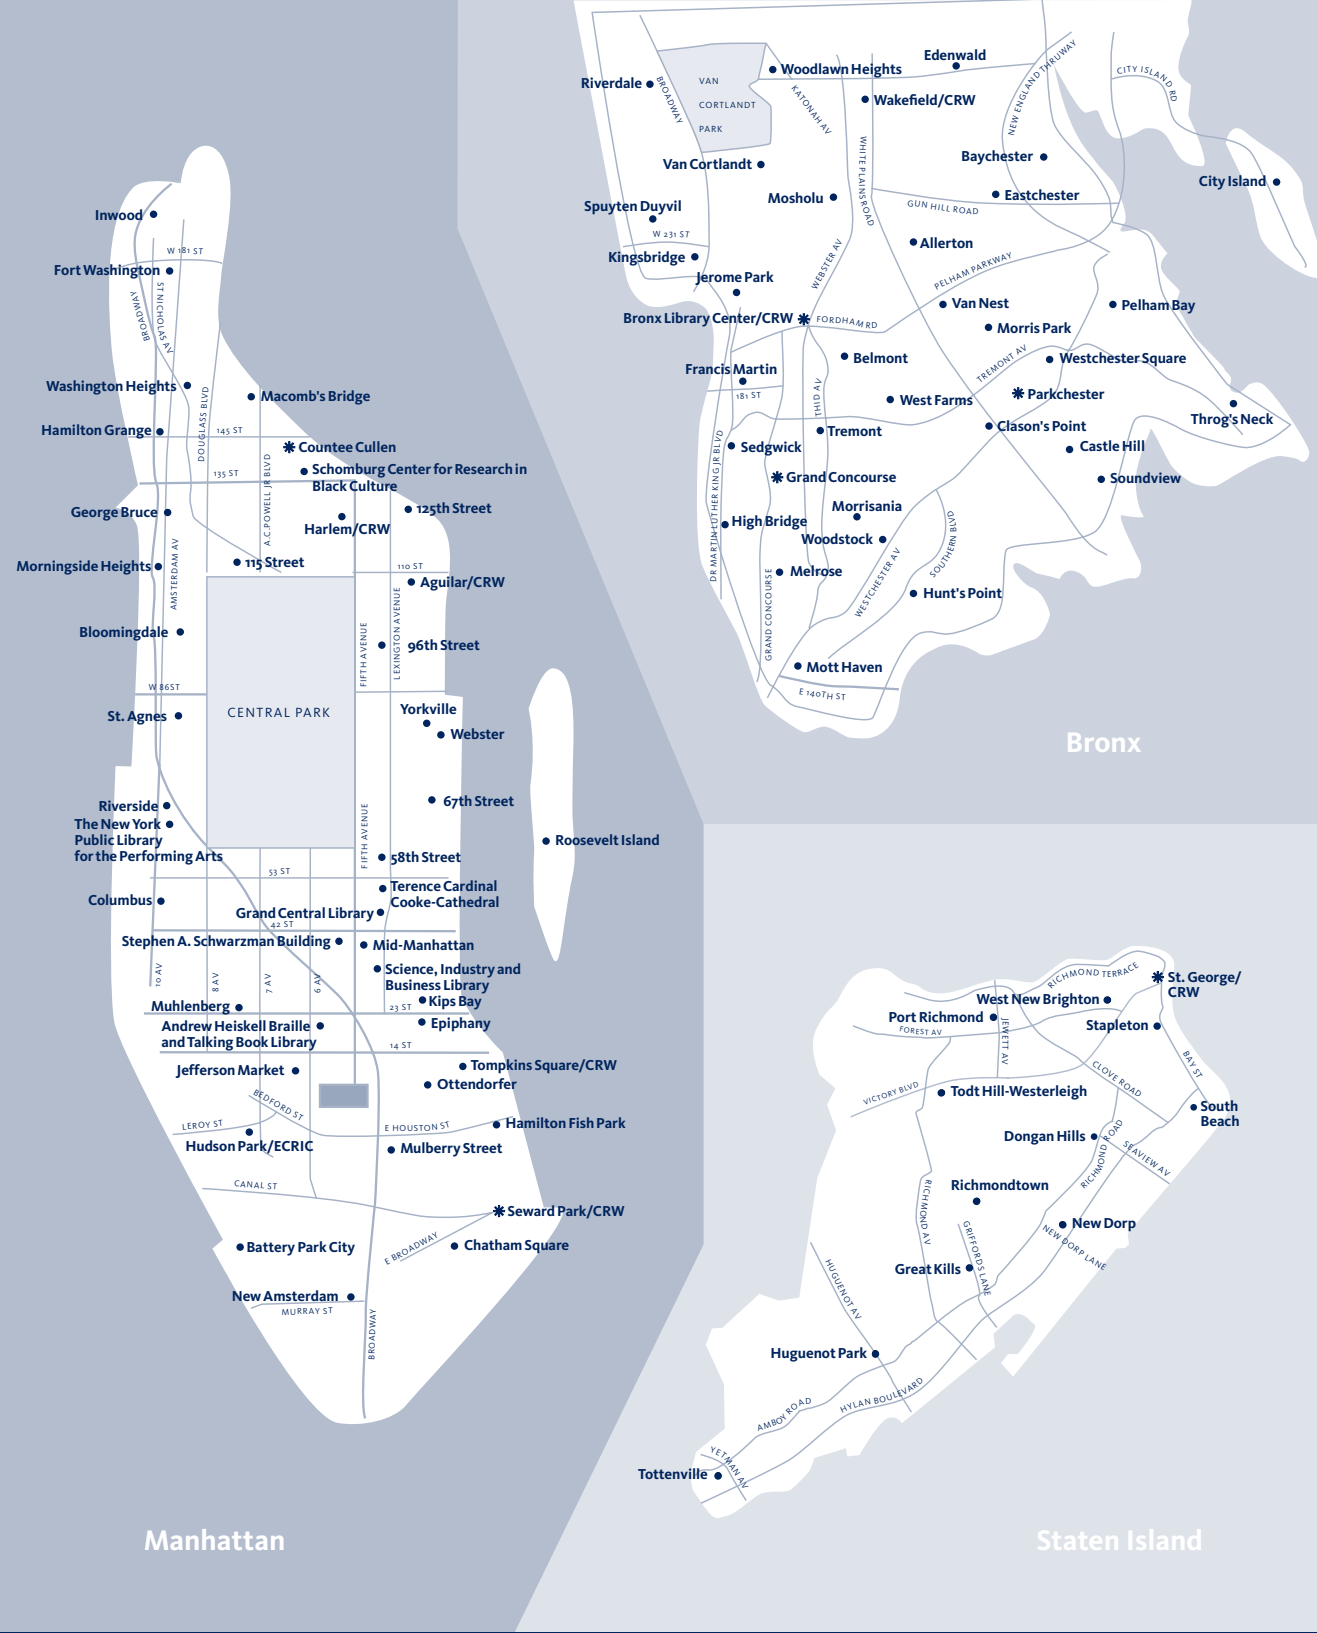 Inwood
W 181 ST
Fort Washington
BROADWAY
ST NICHOLAS AV
Washington Heights
Macomb's Bridge
DOUGLASS BLVD
Hamilton Grange
145 ST
Countee Cullen
135 ST
A.C.POWELL JR BLVD
Schomburg Center for Research in
Black Culture
George Bruce
125th Street
Harlem/CRW
Morningside Heights
AMSTERDAM AV
115 Street
110 ST
Aguilar/CRW
Bloomingdale
FIFTH AVENUE
LEXINGTON AVENUE
96th Street
W 86ST
St. Agnes
CENTRAL PARK
Yorkville
Webster
67th Street
Riverside
The New York
Public Library
for the Performing Arts
FIFTH AVENUE
58th Street
Roosevelt Island
53 ST
Terence Cardinal
Cooke-Cathedral
Columbus
Grand Central Library
42 ST
Stephen A. Schwarzman Building
Mid-Manhattan
10 AV
8 AV
7 AV
6 AV
Science, Industry and
Business Library
Kips Bay
Muhlenberg
23 ST
Andrew Heiskell Braille
and Talking Book Library
Epiphany
14 ST
Jefferson Market
Tompkins Square/CRW
Ottendorfer
BEDFORD ST
LEROY ST
E HOUSTON ST
Hamilton Fish Park
Hudson Park/ECRIC
Mulberry Street
CANAL ST
Seward Park/CRW
Battery Park City
E BROADWAY
Chatham Square
New Amsterdam
MURRAY ST
BROADWAY
Manhattan
Riverdale
BROADWAY
VAN
CORTLANDT
PARK
Woodlawn Heights
KATONAH AV
Edenwald
Wakefield/CRW
NEW ENGLAND THRUWAY
CITY ISLAND RD
Van Cortlandt
WHITE PLAINS ROAD
Baychester
City Island
Mosholu
Eastchester
GUN HILL ROAD
Spuyten Duyvil
W 231 ST
Kingsbridge
Allerton
WEBSTER AV
PELHAM PARKWAY
Jerome Park
Van Nest
Pelham Bay
Bronx Library Center/CRW
FORDHAM RD
Morris Park
Belmont
TREMONT AV
Westchester Square
Francis Martin
181 ST
THID AV
West Farms
Parkchester
Throg's Neck
Tremont
Clason's Point
Castle Hill
DR MARTIN LUTHER KING JR BLVD
Sedgwick
Grand Concourse
Soundview
High Bridge
Morrisania
Woodstock
SOUTHERN BLVD
Melrose
GRAND CONCOURSE
WESTCHESTER AV
Hunt's Point
Mott Haven
E 140TH ST
Bronx
RICHMOND TERRACE
St. George/
CRW
West New Brighton
Port Richmond
FOREST AV
JEWETT AV
Stapleton
BAY ST
VICTORY BLVD
CLOVE ROAD
Todt Hill-Westerleigh
South
Beach
Dongan Hills
RICHMOND ROAD
SEAVIEW AV
Richmondtown
RICHMOND AV
GRIFFORDS LANE
New Dorp
NEW DORP LANE
Great Kills
HUGUENOT AV
Huguenot Park
AMBOY ROAD
HYLAN BOULEVARD
YETMAN AV
Tottenville
Staten Island